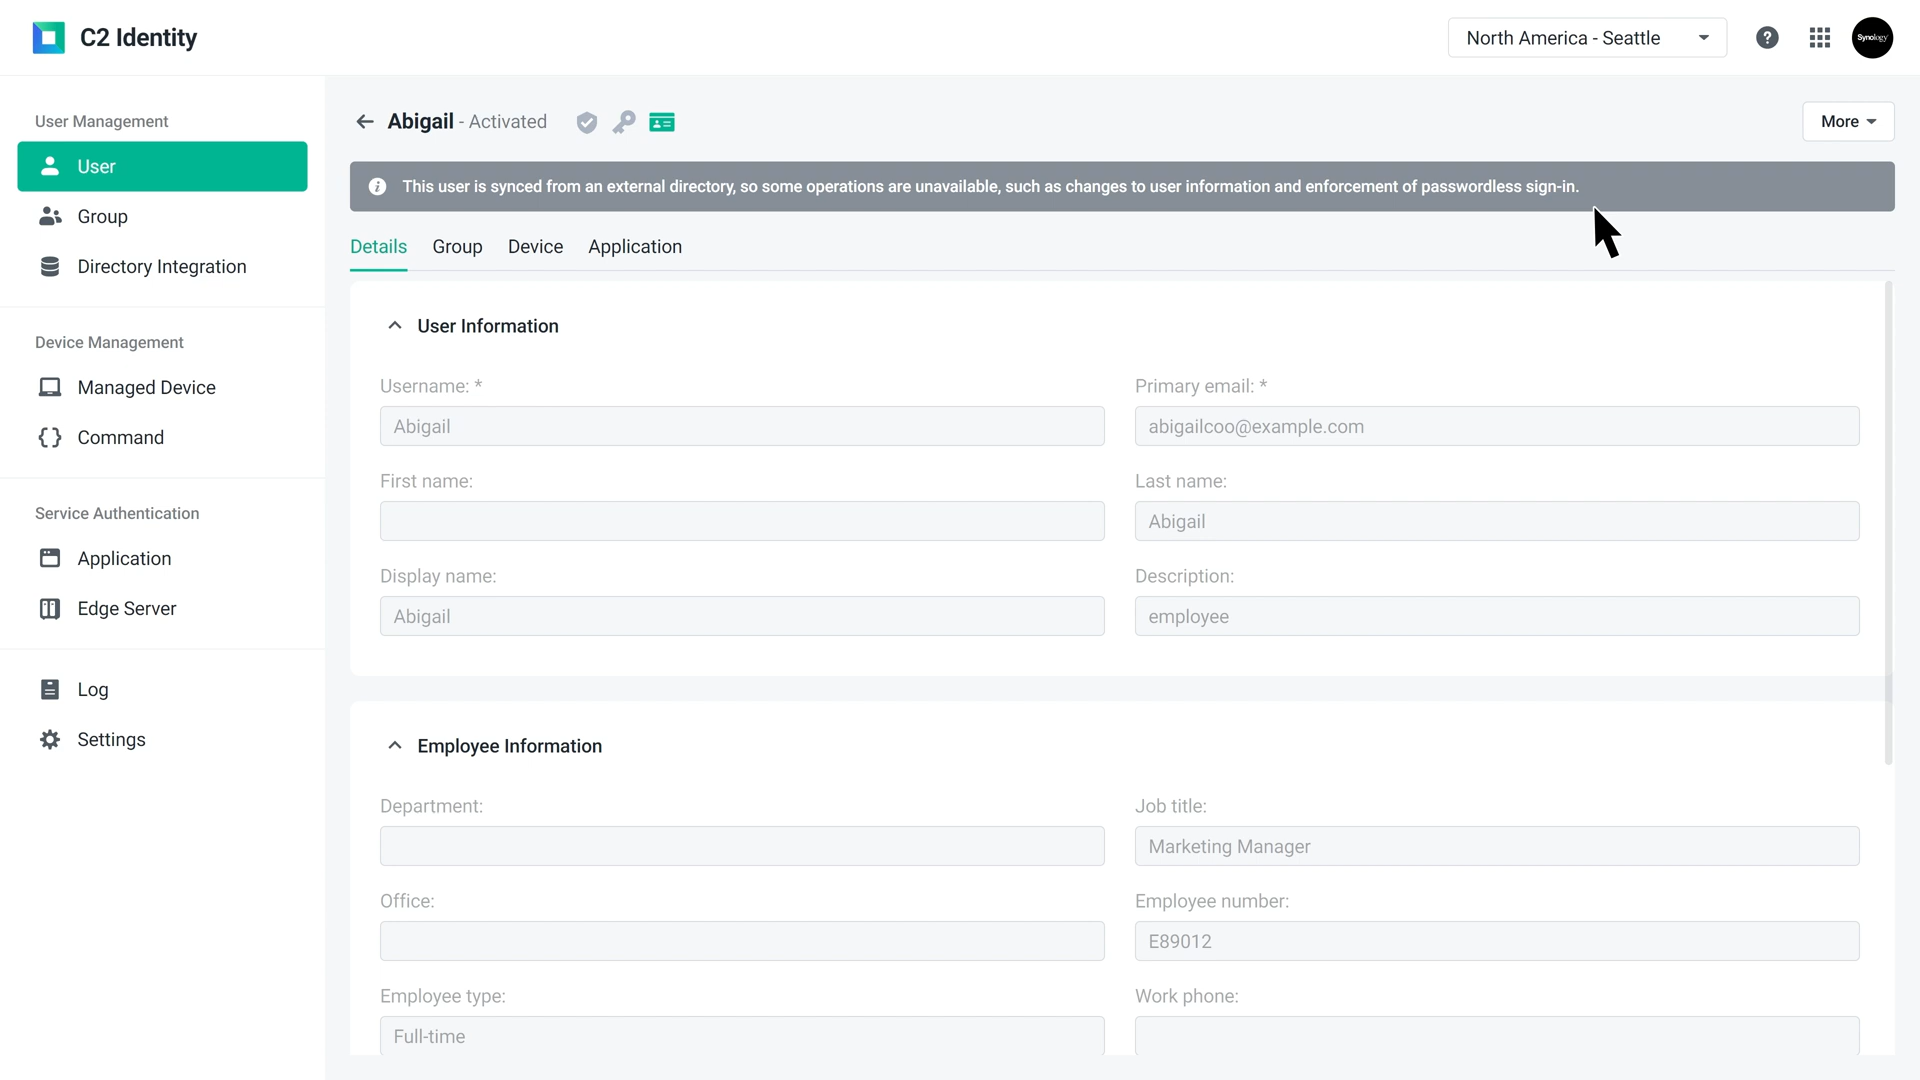 C2 Identity
North America - Seattle
Synology
User Management
User
Group
Directory Integration
Device Management
Managed Device
Command
Service Authentication
Application
Edge Server
Log
Settings
Abigail - Activated
More
This user is synced from an external directory, so some operations are unavailable, such as changes to user information and enforcement of passwordless sign-in.
Details Group Device Application
User Information
Username: * Primary email: *
Abigail abigailcoo@example.com
First name: Last name:
Abigail
Display name: Description:
Abigail employee
Employee Information
Department: Job title:
Marketing Manager
Office: Employee number:
E89012
Employee type: Work phone:
Full-time